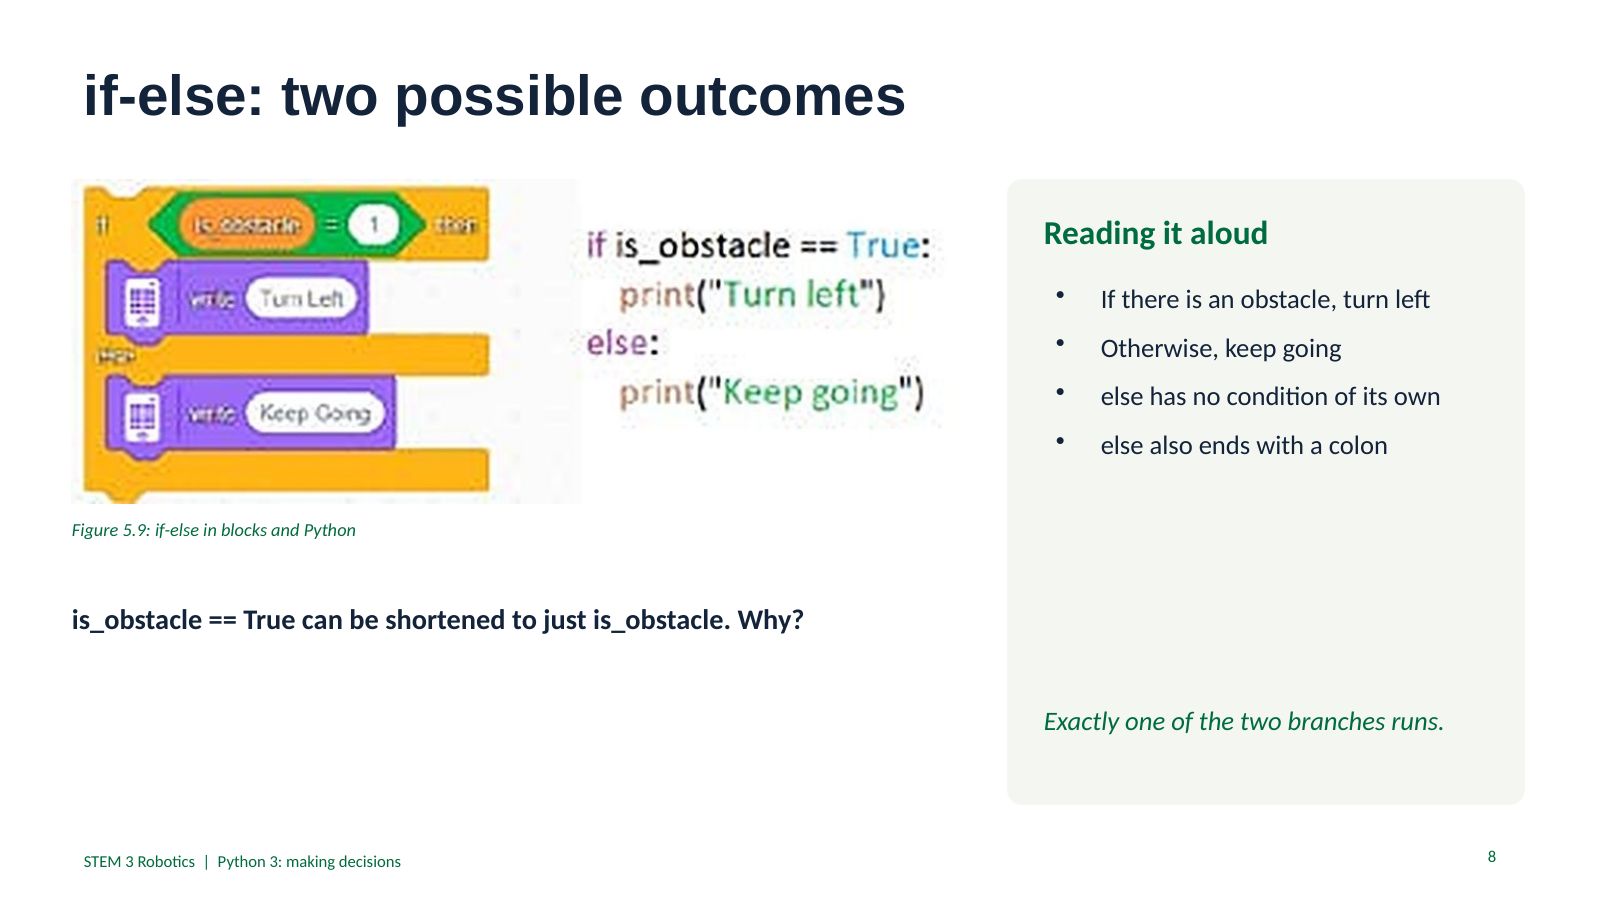 if-else: two possible outcomes
if is_obstacle = 1 then
write Turn Left
else
write Keep Going
if is_obstacle == True:
print("Turn left")
else:
print("Keep going")
Figure 5.9: if-else in blocks and Python
is_obstacle == True can be shortened to just is_obstacle. Why?
Reading it aloud
• If there is an obstacle, turn left
• Otherwise, keep going
• else has no condition of its own
• else also ends with a colon
Exactly one of the two branches runs.
STEM 3 Robotics | Python 3: making decisions
8